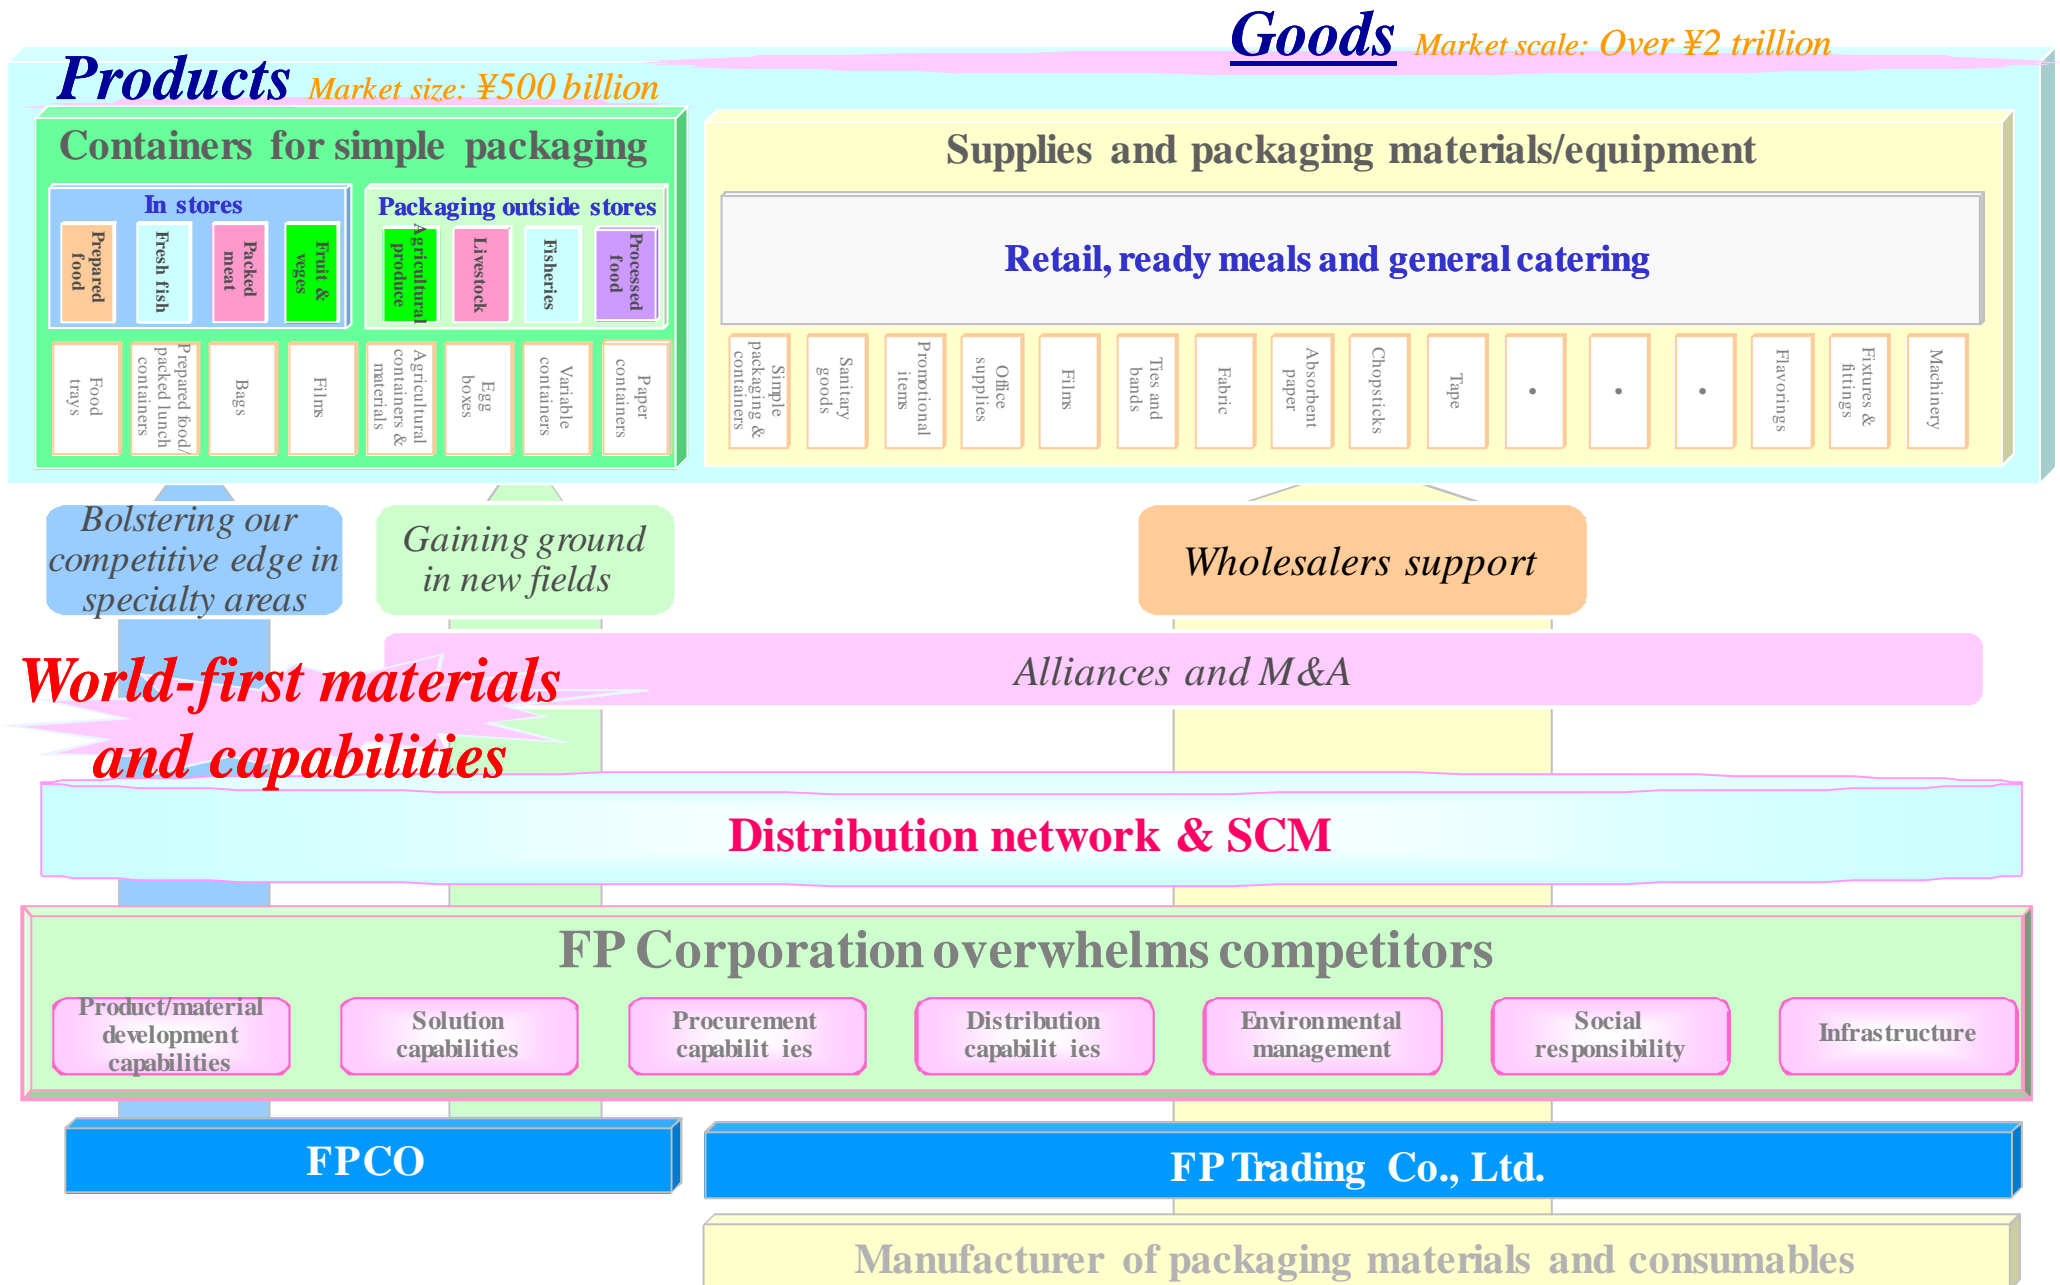 Goods Market scale: Over ¥2 trillion
Products Market size: ¥500 billion
Containers for simple packaging
Supplies and packaging materials/equipment
In stores
Packaging outside stores
Prepared
food
Fresh fish
Packed
meat
Fruit &
veges
Agricultural
produce
Livestock
Fisheries
Processed
food
Retail, ready meals and general catering
Food
trays
Prepared food/
packed lunch
containers
Bags
Films
Agricultural
containers &
materials
Egg
boxes
Variable
containers
Paper
containers
Simple
packaging &
containers
Sanitary
goods
Promotional
items
Office
supplies
Films
Ties and
bands
Fabric
Absorbent
paper
Chopsticks
Tape
•
•
•
Flavorings
Fixtures &
fittings
Machinery
Bolstering our
competitive edge in
specialty areas
Gaining ground
in new fields
Wholesalers support
Alliances and M&A
World-first materials
and capabilities
Distribution network & SCM
FP Corporation overwhelms competitors
Product/material
development
capabilities
Solution
capabilities
Procurement
capabilit ies
Distribution
capabilit ies
Environmental
management
Social
responsibility
Infrastructure
FPCO
FP Trading Co., Ltd.
Manufacturer of packaging materials and consumables